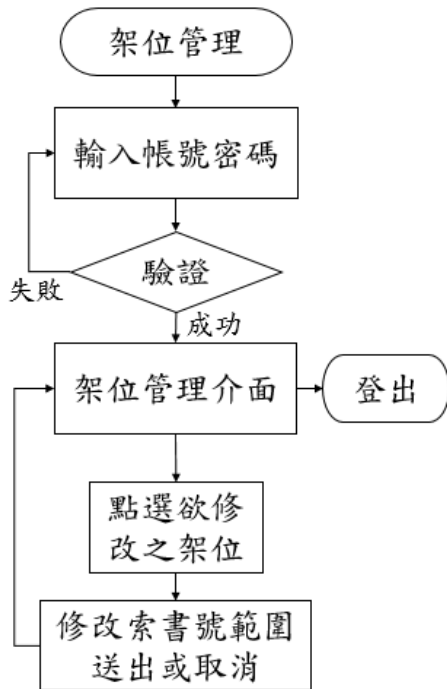 架位管理
輸入帳號密碼
驗證
失敗
成功
架位管理介面
登出
點選欲修
改之架位
修改索書號範圍
送出或取消